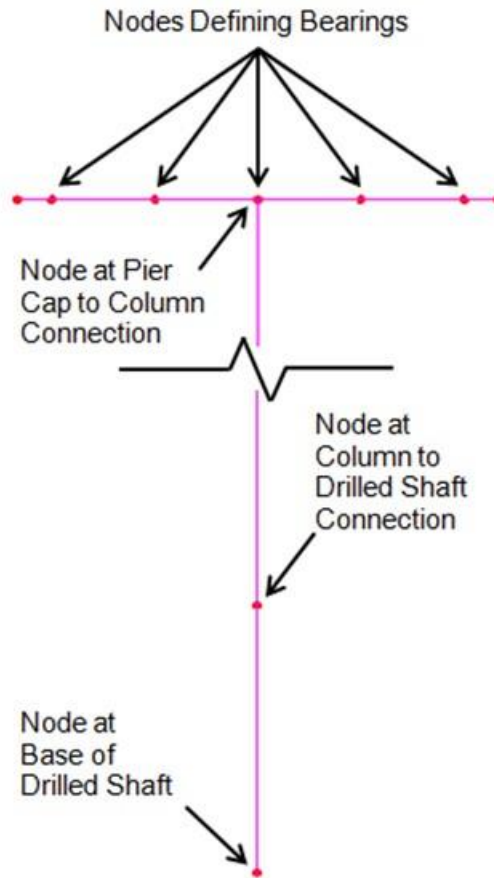 Nodes Defining Bearings
Node at Pier
Cap to Column
Connection
Node at
Column to
Drilled Shaft
Connection
Node at
Base of
Drilled Shaft